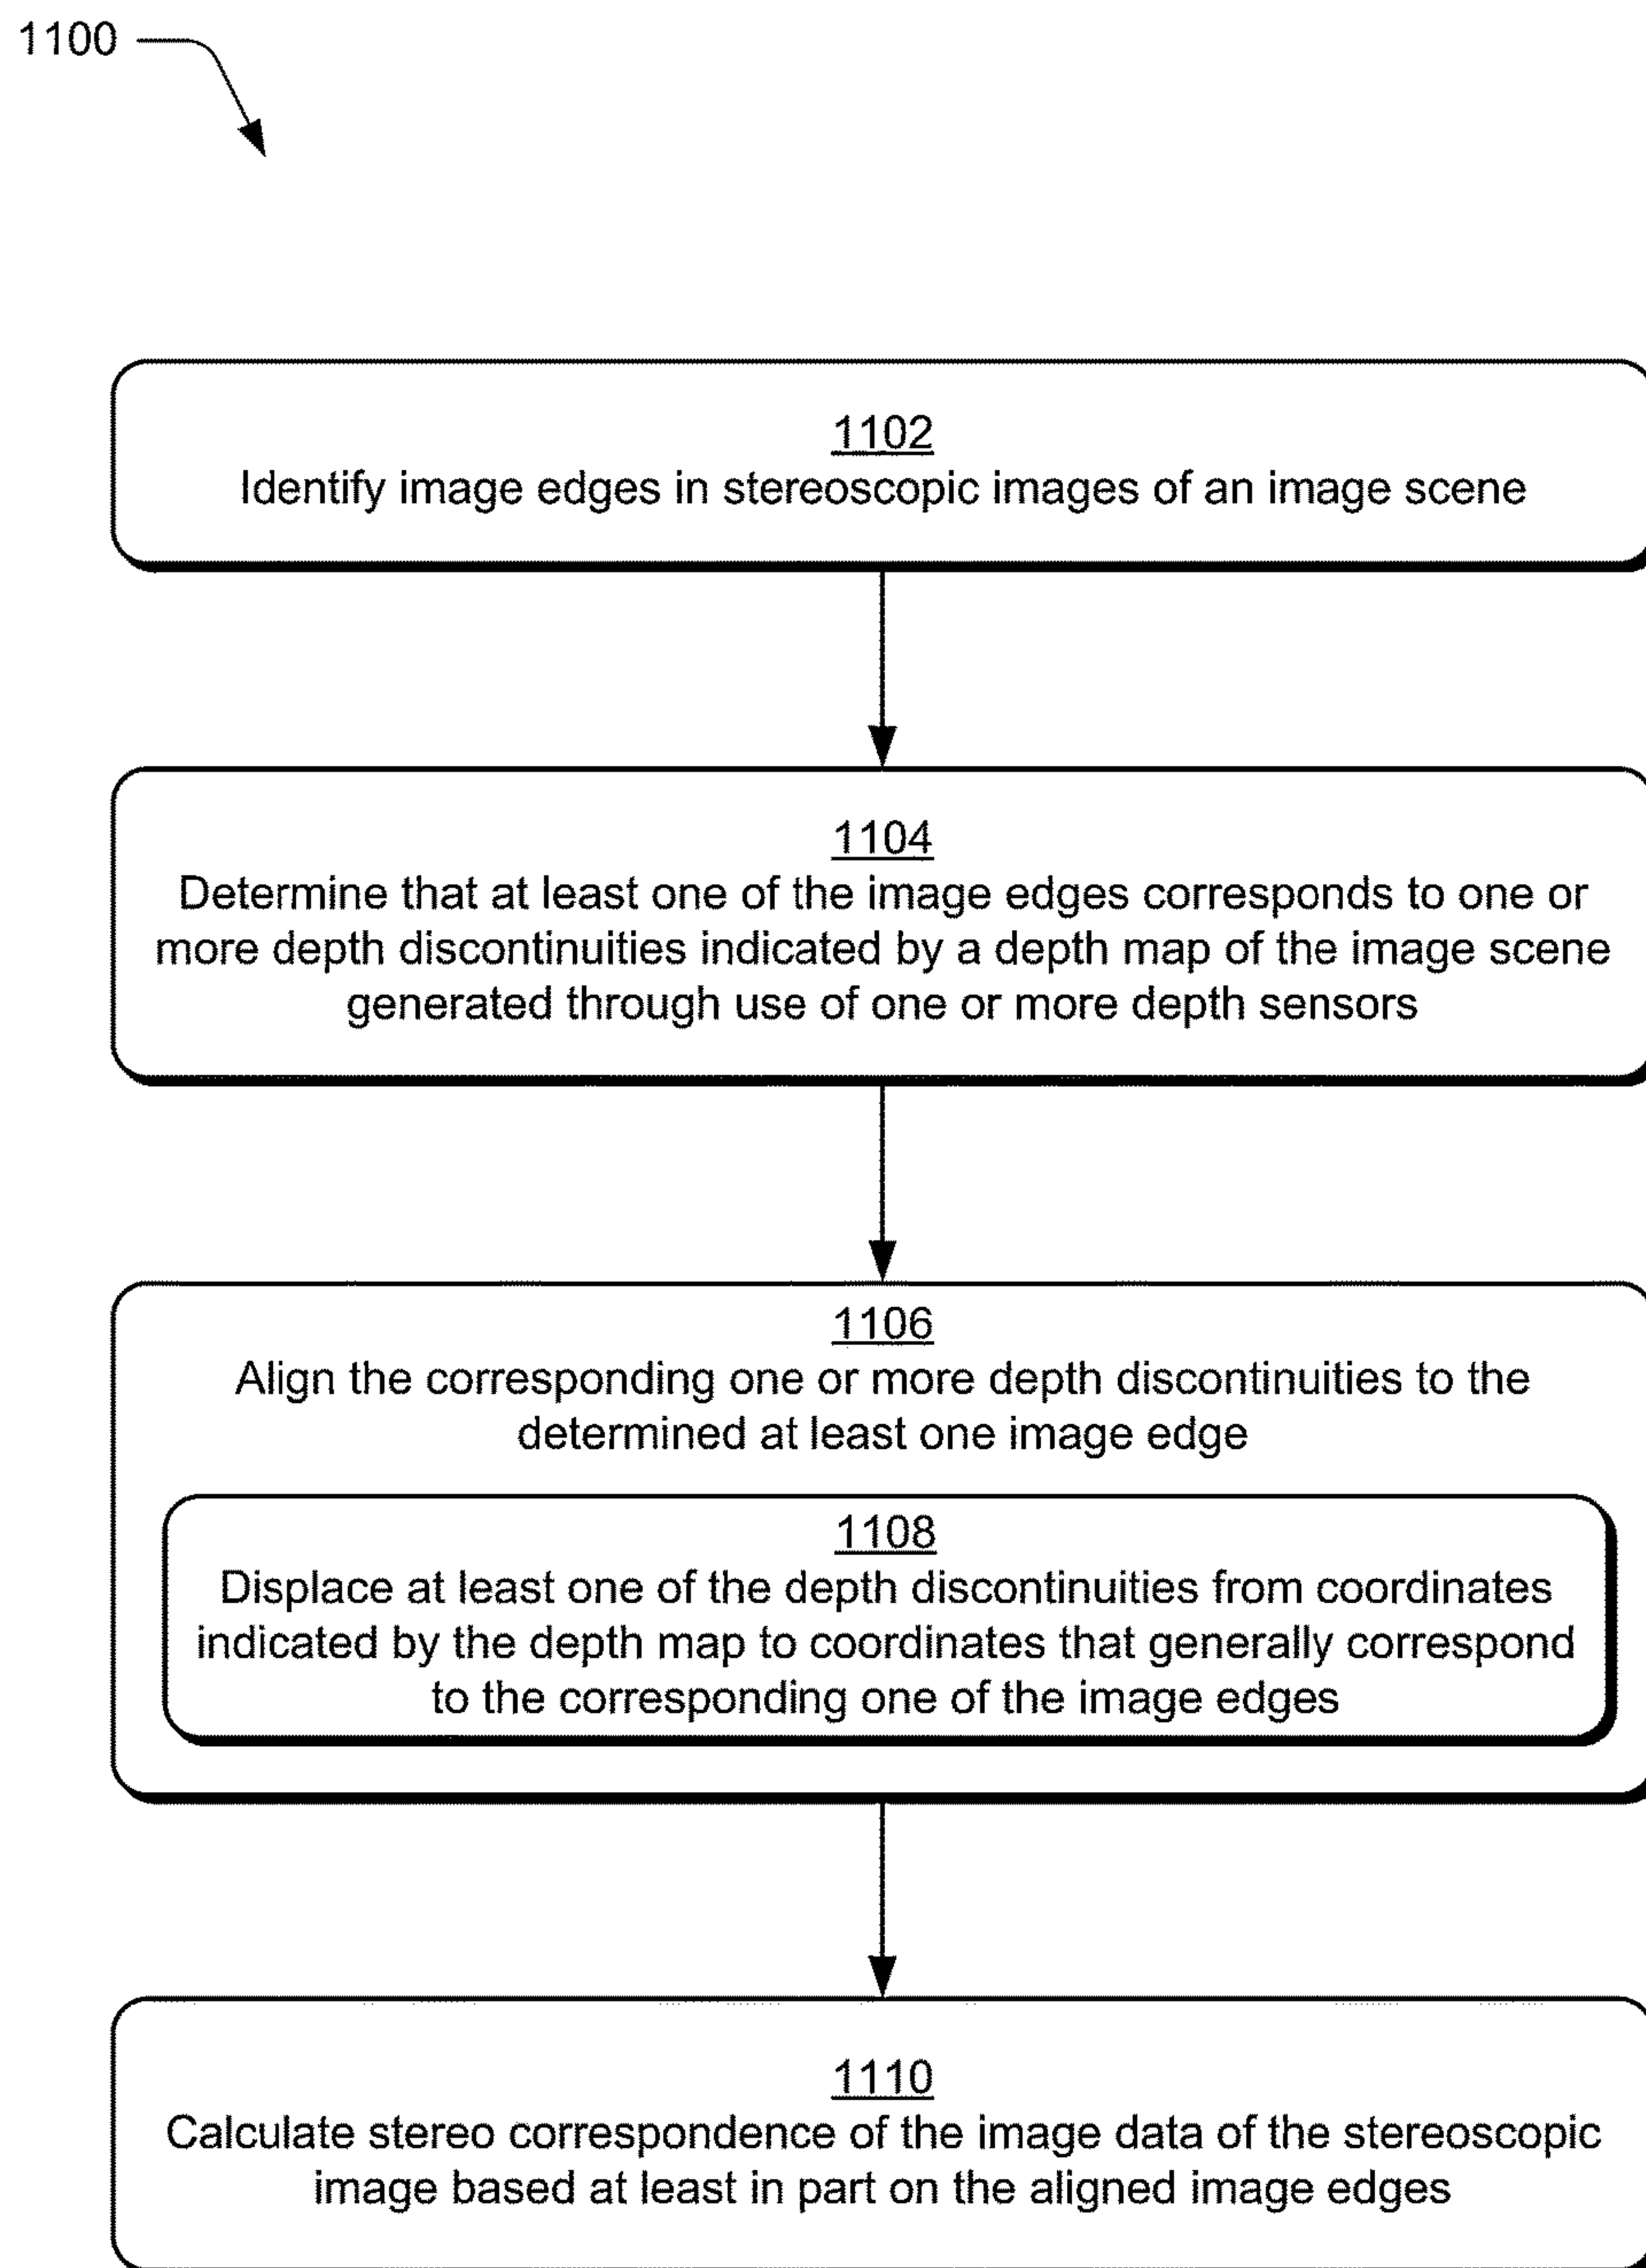 1100
1102
Identify image edges in stereoscopic images of an image scene
1104
Determine that at least one of the image edges corresponds to one or
more depth discontinuities indicated by a depth map of the image scene
generated through use of one or more depth sensors
1106
Align the corresponding one or more depth discontinuities to the
determined at least one image edge
1108
Displace at least one of the depth discontinuities from coordinates
indicated by the depth map to coordinates that generally correspond
to the corresponding one of the image edges
1110
Calculate stereo correspondence of the image data of the stereoscopic
image based at least in part on the aligned image edges